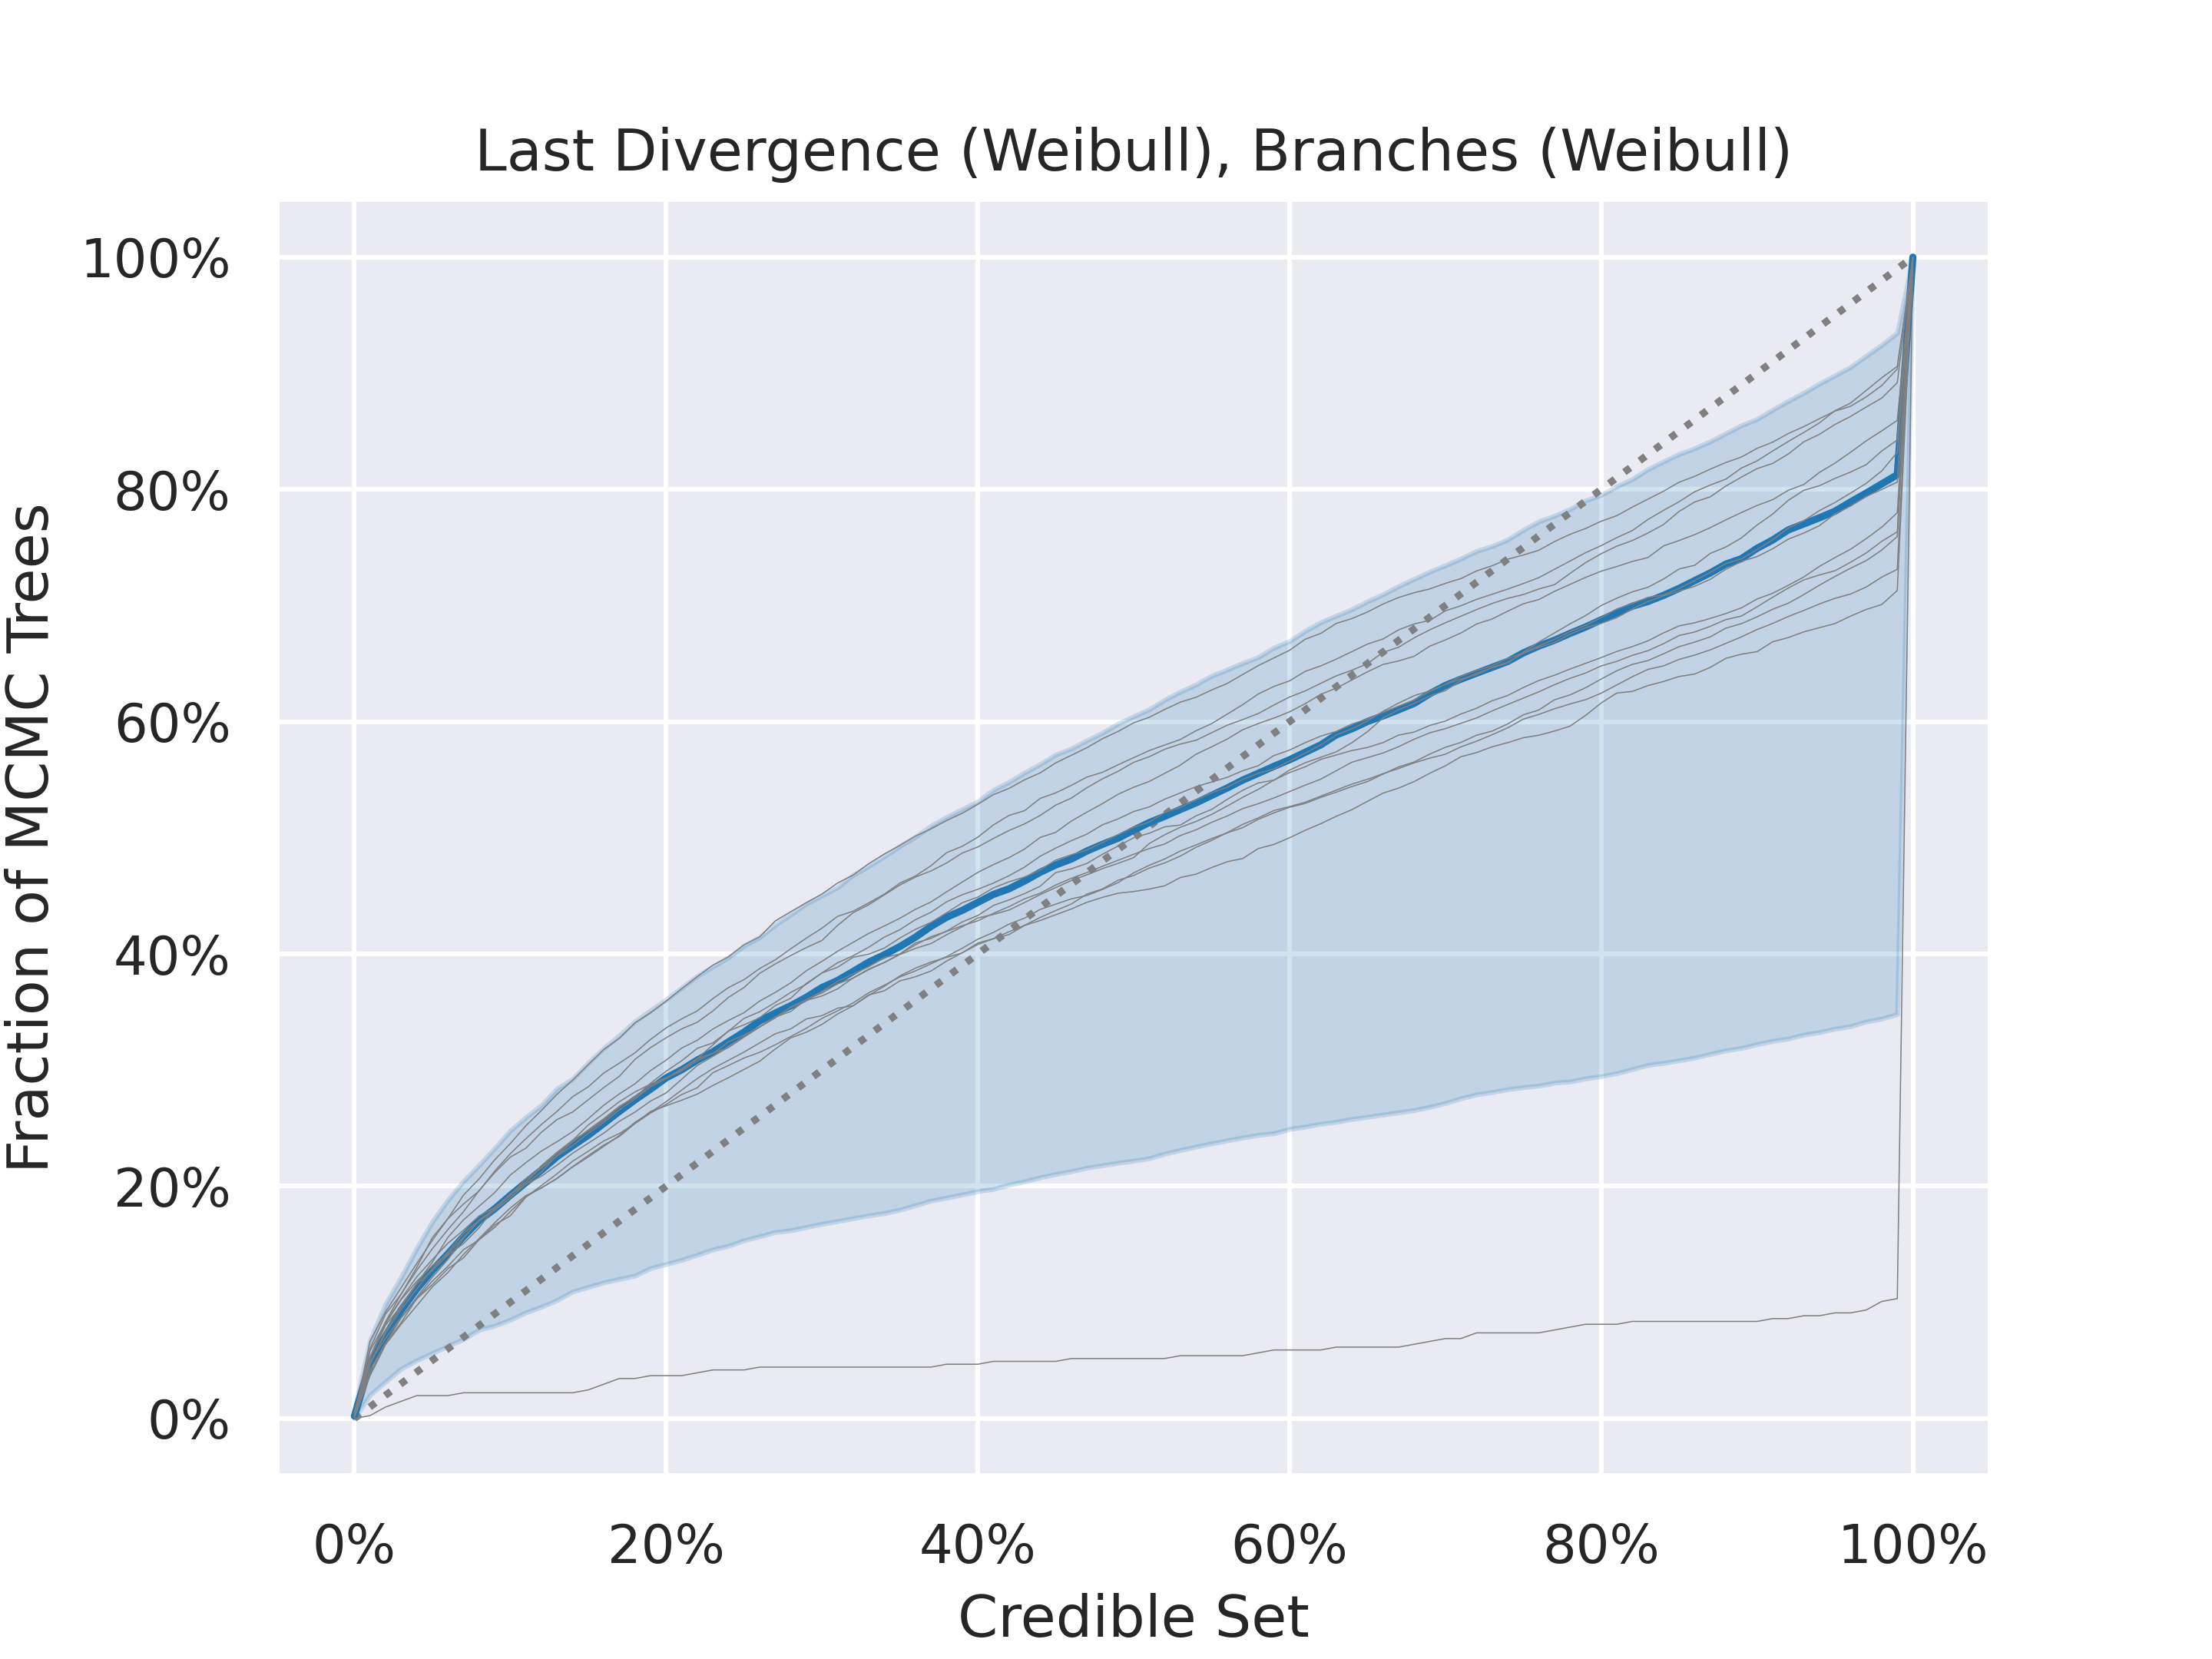 Last Divergence (Weibull), Branches (Weibull)
100%
80%
60%
40%
20%
0%
Fraction of MCMC Trees
0% 20% 40% 60% 80% 100%
Credible Set